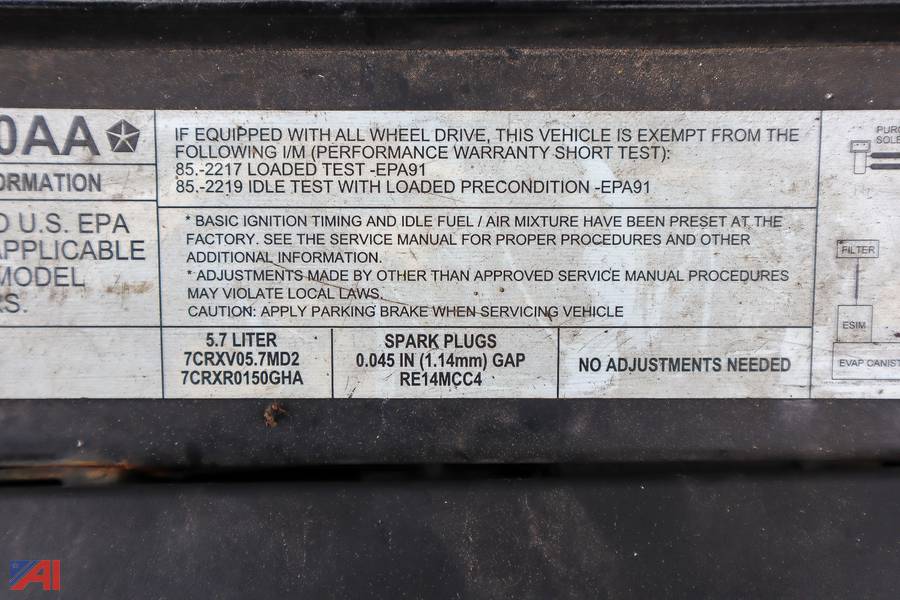 0AA
ORMATION
D U.S. EPA
APPLICABLE
MODEL
RS.
IF EQUIPPED WITH ALL WHEEL DRIVE, THIS VEHICLE IS EXEMPT FROM THE
FOLLOWING I/M (PERFORMANCE WARRANTY SHORT TEST):
85.-2217 LOADED TEST -EPA91
85.-2219 IDLE TEST WITH LOADED PRECONDITION -EPA91
* BASIC IGNITION TIMING AND IDLE FUEL / AIR MIXTURE HAVE BEEN PRESET AT THE
FACTORY. SEE THE SERVICE MANUAL FOR PROPER PROCEDURES AND OTHER
ADDITIONAL INFORMATION.
* ADJUSTMENTS MADE BY OTHER THAN APPROVED SERVICE MANUAL PROCEDURES
MAY VIOLATE LOCAL LAWS.
CAUTION: APPLY PARKING BRAKE WHEN SERVICING VEHICLE
5.7 LITER
7CRXV05.7MD2
7CRXR0150GHA
SPARK PLUGS
0.045 IN (1.14mm) GAP
RE14MCC4
NO ADJUSTMENTS NEEDED
PURG
SOLE
FILTER
ESIM
EVAP CANIST
AI